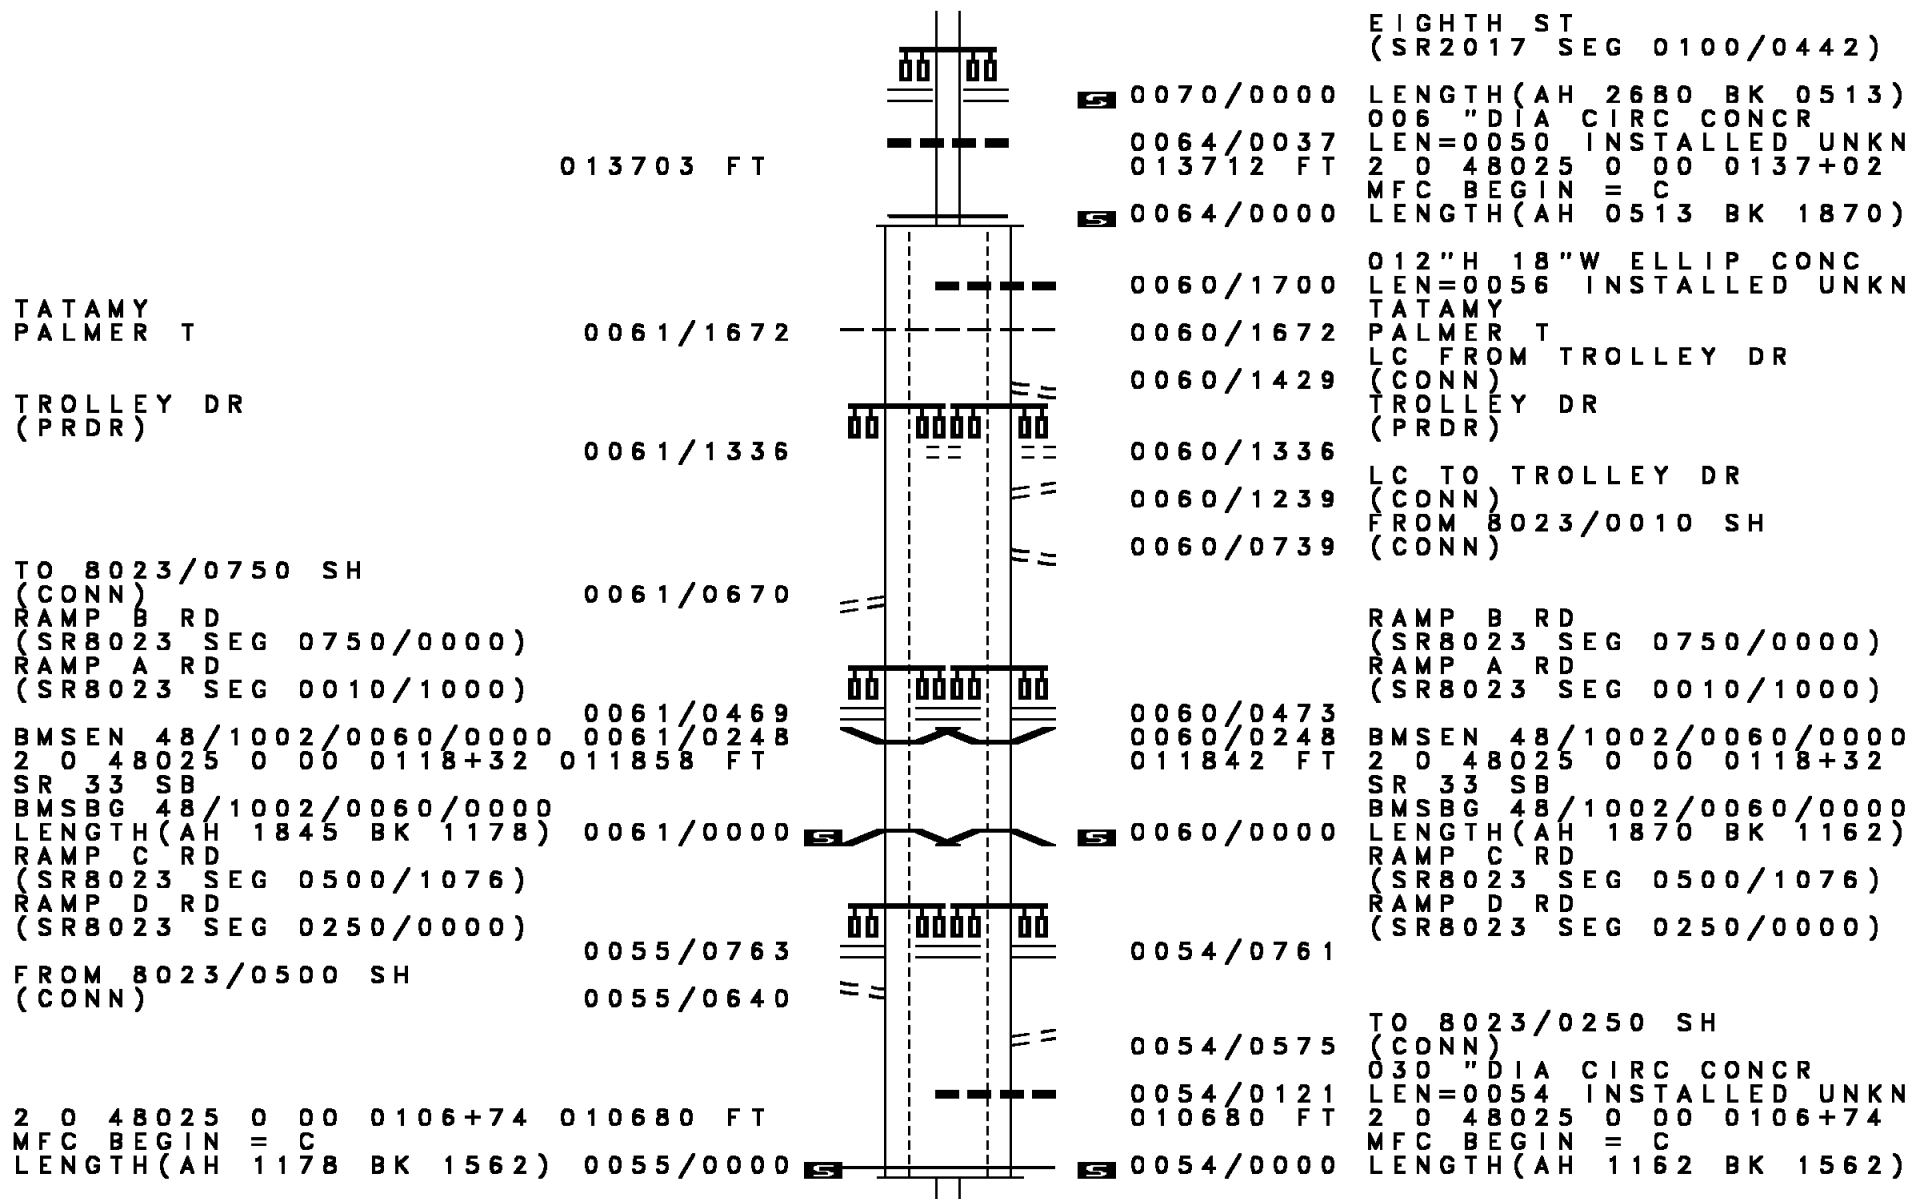 EIGHTH ST
(SR2017 SEG 0100/0442)
S 0070/0000 LENGTH(AH 2680 BK 0513)
006 "DIA CIRC CONCR
0064/0037 LEN=0050 INSTALLED UNKN
013703 FT 013712 FT 2 0 48025 0 00 0137+02
MFC BEGIN = C
S 0064/0000 LENGTH(AH 0513 BK 1870)
012"H 18"W ELLIP CONC
0060/1700 LEN=0056 INSTALLED UNKN
TATAMY TATAMY
PALMER T 0061/1672 0060/1672 PALMER T
LC FROM TROLLEY DR
0060/1429 (CONN)
TROLLEY DR TROLLEY DR
(PRDR) (PRDR)
0061/1336 0060/1336
LC TO TROLLEY DR
0060/1239 (CONN)
FROM 8023/0010 SH
0060/0739 (CONN)
TO 8023/0750 SH
(CONN) 0061/0670
RAMP B RD RAMP B RD
(SR8023 SEG 0750/0000) (SR8023 SEG 0750/0000)
RAMP A RD RAMP A RD
(SR8023 SEG 0010/1000) (SR8023 SEG 0010/1000)
0061/0469 0060/0473
BMSEN 48/1002/0060/0000 0061/0248 0060/0248 BMSEN 48/1002/0060/0000
2 0 48025 0 00 0118+32 011858 FT 011842 FT 2 0 48025 0 00 0118+32
SR 33 SB SR 33 SB
BMSBG 48/1002/0060/0000 BMSBG 48/1002/0060/0000
LENGTH(AH 1845 BK 1178) 0061/0000 S S 0060/0000 LENGTH(AH 1870 BK 1162)
RAMP C RD RAMP C RD
(SR8023 SEG 0500/1076) (SR8023 SEG 0500/1076)
RAMP D RD RAMP D RD
(SR8023 SEG 0250/0000) (SR8023 SEG 0250/0000)
0055/0763 0054/0761
FROM 8023/0500 SH
(CONN) 0055/0640
TO 8023/0250 SH
0054/0575 (CONN)
030 "DIA CIRC CONCR
0054/0121 LEN=0054 INSTALLED UNKN
2 0 48025 0 00 0106+74 010680 FT 010680 FT 2 0 48025 0 00 0106+74
MFC BEGIN = C MFC BEGIN = C
LENGTH(AH 1178 BK 1562) 0055/0000 S S 0054/0000 LENGTH(AH 1162 BK 1562)